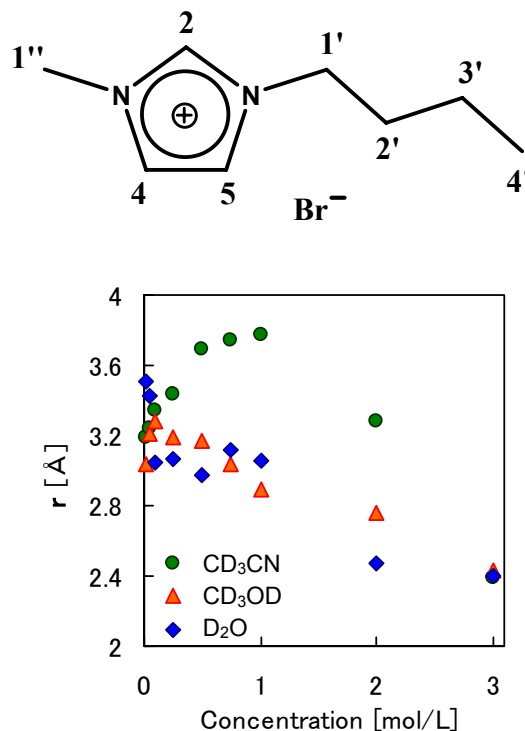 2
1'' 1' 3'
N N
⊕
2'
4 5 4'
Br⁻
4
3.6
3.2
2.8
2.4
2
r [Å]
CD₃CN
CD₃OD
D₂O
0 1 2 3
Concentration [mol/L]